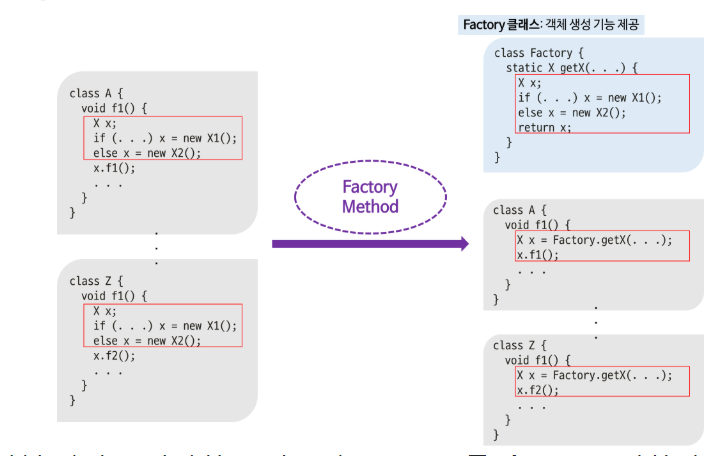 Factory 클래스: 객체 생성 기능 제공
class A {
void f1() {
X x;
if (. . .) x = new X1();
else x = new X2();
x.f1();
. . .
}
}
.
.
.
class Z {
void f1() {
X x;
if (. . .) x = new X1();
else x = new X2();
x.f2();
. . .
}
}
Factory
Method
class Factory {
static X getX(. . .) {
X x;
if (. . .) x = new X1();
else x = new X2();
return x;
}
}
class A {
void f1() {
X x = Factory.getX(. . .);
x.f1();
. . .
}
}
.
.
.
class Z {
void f1() {
X x = Factory.getX(. . .);
x.f2();
. . .
}
}